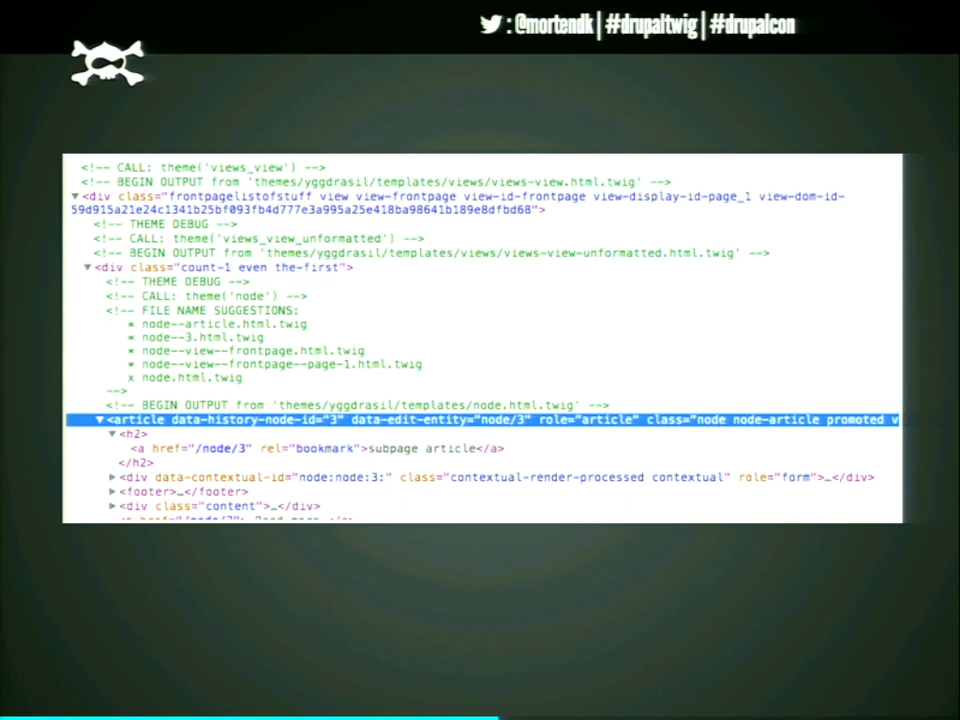 : @mortendk | #drupaltwig | #drupalcon
<!-- CALL: theme('views_view') -->
<!-- BEGIN OUTPUT from 'themes/yggdrasil/templates/views/views-view.html.twig' -->
▼<div class="frontpagelistofstuff view view-frontpage view-id-frontpage view-display-id-page_1 view-dom-id-
59d915a21e24c1341b25bf093fb4d777e3a995a25e418ba98641b189e8dfbd68">
<!-- THEME DEBUG -->
<!-- CALL: theme('views_view_unformatted') -->
<!-- BEGIN OUTPUT from 'themes/yggdrasil/templates/views/views-view-unformatted.html.twig' -->
▼<div class="count-1 even the-first">
<!-- THEME DEBUG -->
<!-- CALL: theme('node') -->
<!-- FILE NAME SUGGESTIONS:
* node--article.html.twig
* node--3.html.twig
* node--view--frontpage.html.twig
* node--view--frontpage--page-1.html.twig
x node.html.twig
-->
<!-- BEGIN OUTPUT from 'themes/yggdrasil/templates/node.html.twig' -->
▼<article data-history-node-id="3" data-edit-entity="node/3" role="article" class="node node-article promoted v
▼<h2>
<a href="/node/3" rel="bookmark">subpage article</a>
</h2>
▶<div data-contextual-id="node:node:3:" class="contextual-render-processed contextual" role="form">…</div>
▶<footer>…</footer>
▶<div class="content">…</div>